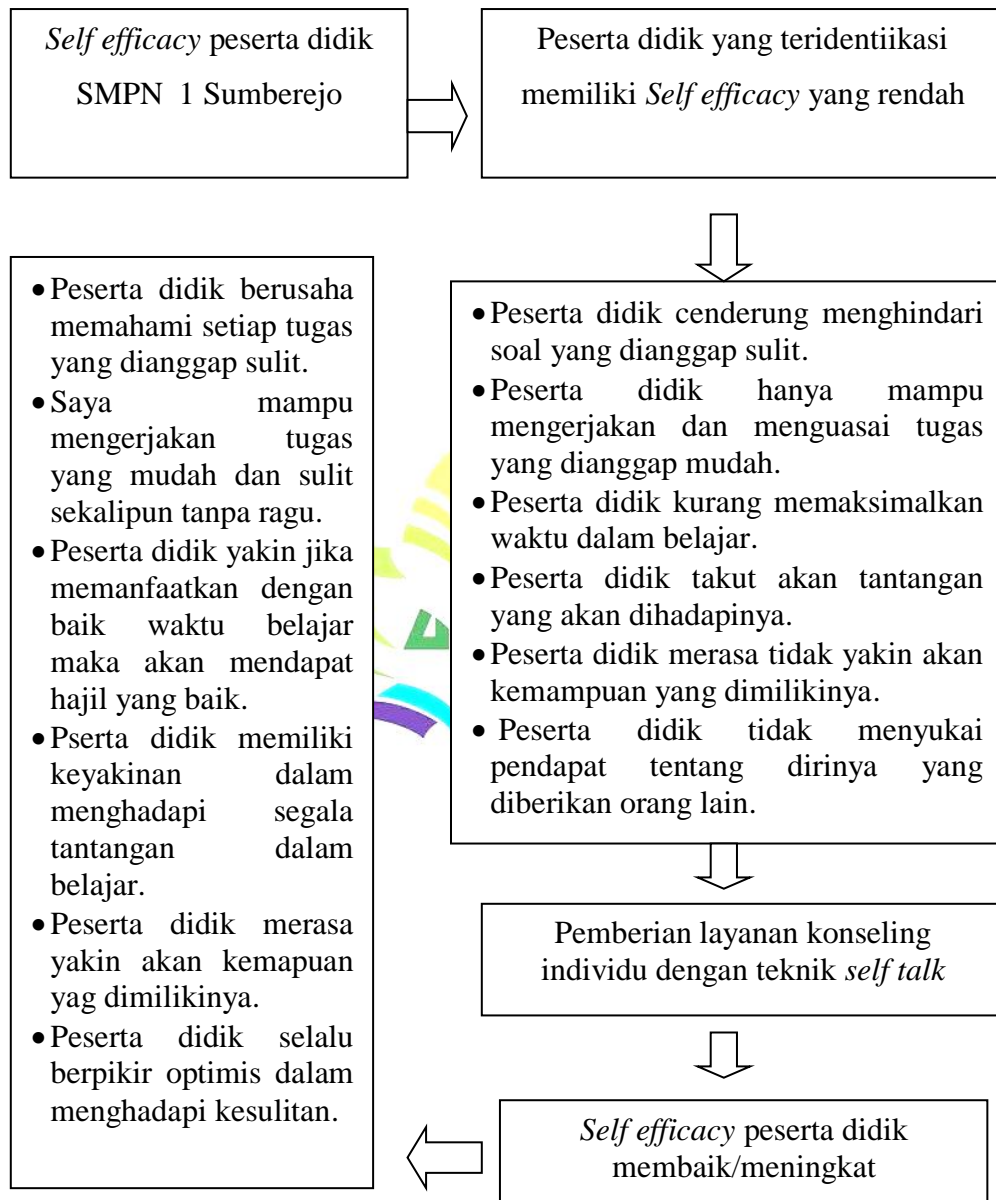 Self efficacy peserta didik
SMPN 1 Sumberejo
Peserta didik yang teridentiikasi
memiliki Self efficacy yang rendah
•Peserta didik cenderung menghindari
soal yang dianggap sulit.
•Peserta didik hanya mampu
mengerjakan dan menguasai tugas
yang dianggap mudah.
•Peserta didik kurang memaksimalkan
waktu dalam belajar.
•Peserta didik takut akan tantangan
yang akan dihadapinya.
•Peserta didik merasa tidak yakin akan
kemampuan yang dimilikinya.
• Peserta didik tidak menyukai
pendapat tentang dirinya yang
diberikan orang lain.
Pemberian layanan konseling
individu dengan teknik self talk
Self efficacy peserta didik
membaik/meningkat
•Peserta didik berusaha
memahami setiap tugas
yang dianggap sulit.
•Saya mampu
mengerjakan tugas
yang mudah dan sulit
sekalipun tanpa ragu.
•Peserta didik yakin jika
memanfaatkan dengan
baik waktu belajar
maka akan mendapat
hajil yang baik.
•Pserta didik memiliki
keyakinan dalam
menghadapi segala
tantangan dalam
belajar.
•Peserta didik merasa
yakin akan kemapuan
yag dimilikinya.
•Peserta didik selalu
berpikir optimis dalam
menghadapi kesulitan.